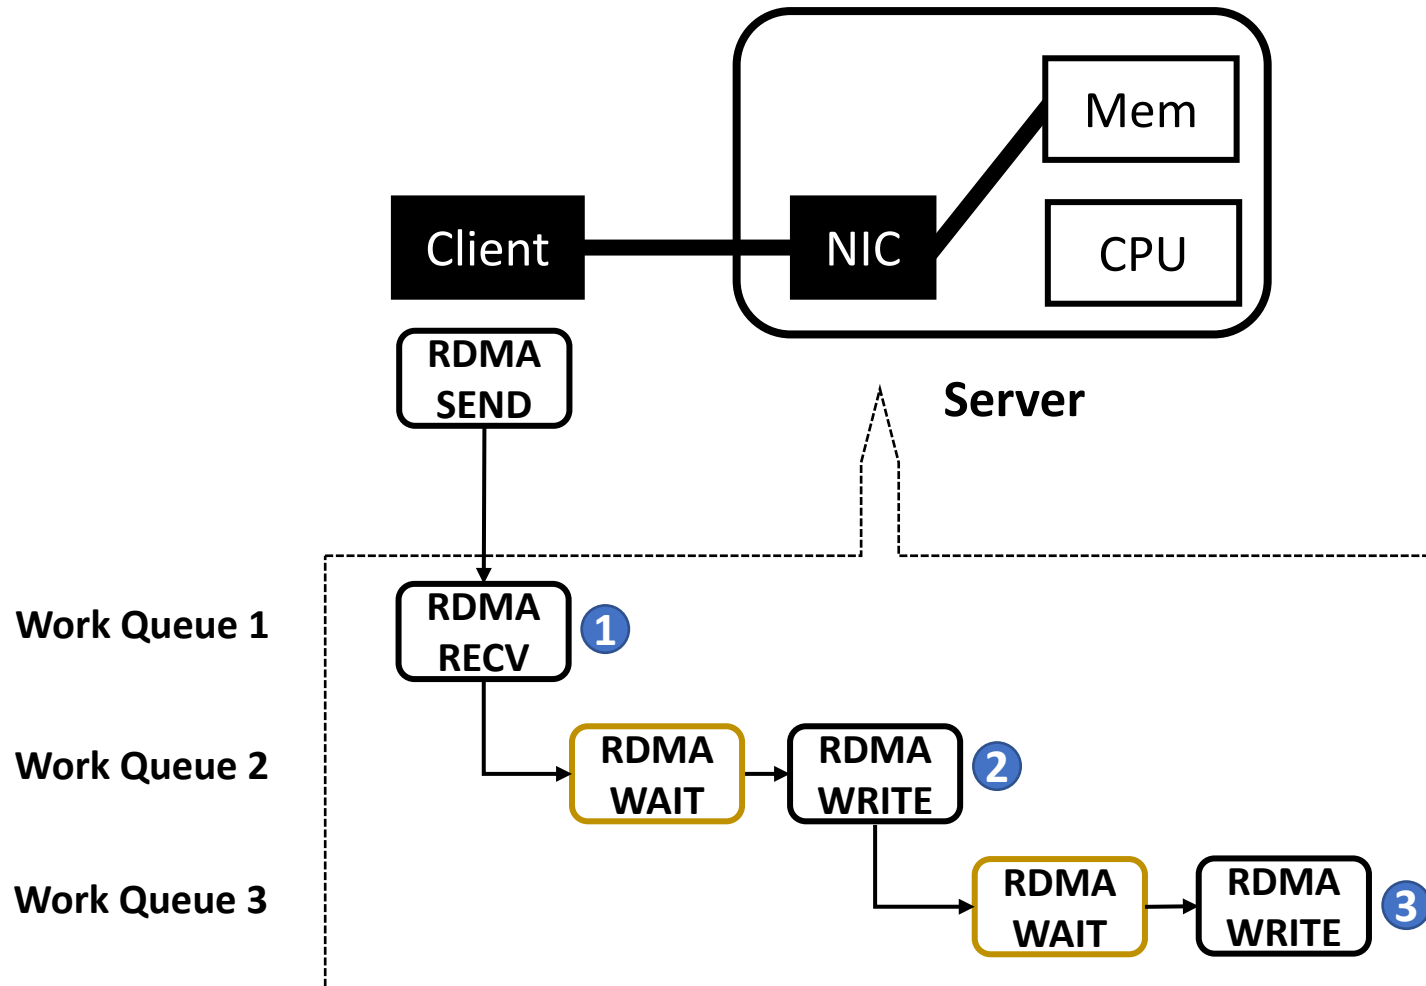 Mem
Client
NIC
CPU
RDMA
SEND
Server
Work Queue 1
RDMA
RECV
1
Work Queue 2
RDMA
WAIT
RDMA
WRITE
2
Work Queue 3
RDMA
WAIT
RDMA
WRITE
3